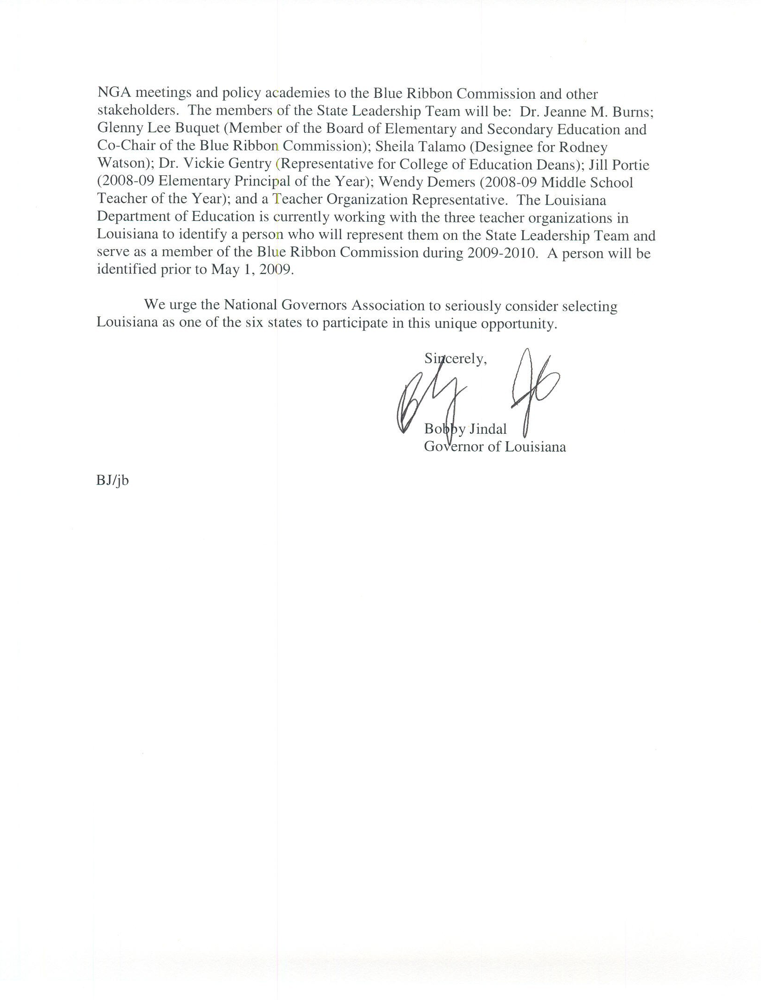 NGA meetings and policy academies to the Blue Ribbon Commission and other
stakeholders.  The members of the State Leadership Team will be:  Dr. Jeanne M. Burns;
Glenny Lee Buquet (Member of the Board of Elementary and Secondary Education and
Co-Chair of the Blue Ribbon Commission); Sheila Talamo (Designee for Rodney
Watson); Dr. Vickie Gentry (Representative for College of Education Deans); Jill Portie
(2008-09 Elementary Principal of the Year); Wendy Demers (2008-09 Middle School
Teacher of the Year); and a Teacher Organization Representative.  The Louisiana
Department of Education is currently working with the three teacher organizations in
Louisiana to identify a person who will represent them on the State Leadership Team and
serve as a member of the Blue Ribbon Commission during 2009-2010.  A person will be
identified prior to May 1, 2009.
We urge the National Governors Association to seriously consider selecting
Louisiana as one of the six states to participate in this unique opportunity.
Sincerely,
Bobby Jindal
Governor of Louisiana
BJ/jb